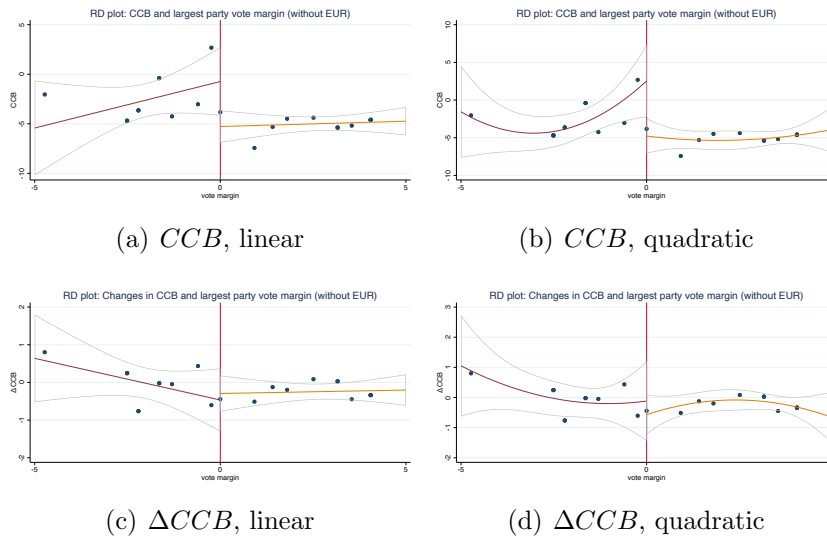 RD plot: CCB and largest party vote margin (without EUR)
CCB
5
0
-5
-10
-5
0
5
vote margin
(a) CCB, linear
RD plot: CCB and largest party vote margin (without EUR)
CCB
10
5
0
-5
-10
-5
0
5
vote margin
(b) CCB, quadratic
RD plot: Changes in CCB and largest party vote margin (without EUR)
Δ CCB
2
1
0
-1
-2
-5
0
5
vote margin
(c) ΔCCB, linear
RD plot: Changes in CCB and largest party vote margin (without EUR)
Δ CCB
3
2
1
0
-1
-2
-5
0
vote margin
(d) ΔCCB, quadratic